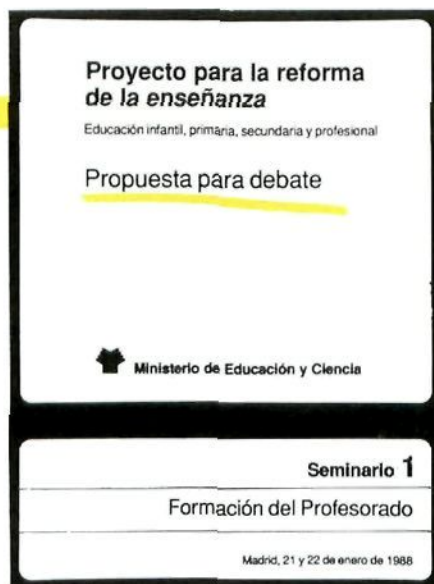 Proyecto para la reforma
de la enseñanza
Educación infantil, primaria, secundaria y profesional
Propuesta para debate
Ministerio de Educación y Ciencia
Seminario 1
Formación del Profesorado
Madrid, 21 y 22 de enero de 1988